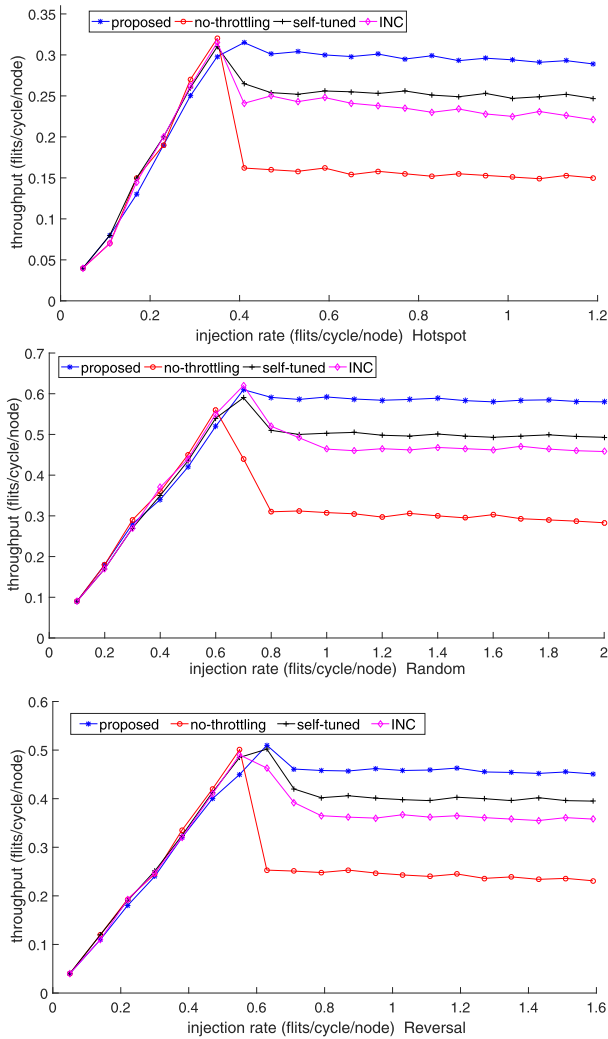 proposed no-throttling self-tuned INC
0.35
0.3
0.25
0.2
0.15
0.1
0.05
0
throughput (flits/cycle/node)
0 0.2 0.4 0.6 0.8 1 1.2
injection rate (flits/cycle/node) Hotspot
0.7
proposed no-throttling self-tuned INC
0.6
0.5
0.4
0.3
0.2
0.1
0
throughput (flits/cycle/node)
0 0.2 0.4 0.6 0.8 1 1.2 1.4 1.6 1.8 2
injection rate (flits/cycle/node) Random
0.6
proposed no-throttling self-tuned INC
0.5
0.4
0.3
0.2
0.1
0
throughput (flits/cycle/node)
0 0.2 0.4 0.6 0.8 1 1.2 1.4 1.6
injection rate (flits/cycle/node) Reversal